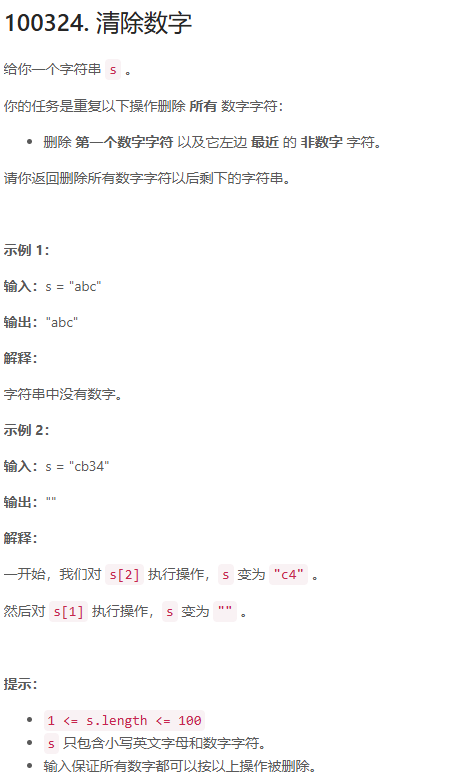 100324. 清除数字
给你一个字符串 s 。
你的任务是重复以下操作删除 所有 数字字符：
• 删除 第一个数字字符 以及它左边 最近 的 非数字 字符。
请你返回删除所有数字字符以后剩下的字符串。
示例 1：
输入：s = "abc"
输出："abc"
解释：
字符串中没有数字。
示例 2：
输入：s = "cb34"
输出：""
解释：
一开始，我们对 s[2] 执行操作，s 变为 "c4" 。
然后对 s[1] 执行操作，s 变为 "" 。
提示：
• 1 <= s.length <= 100
• s 只包含小写英文字母和数字字符。
• 输入保证所有数字都可以按以上操作被删除。